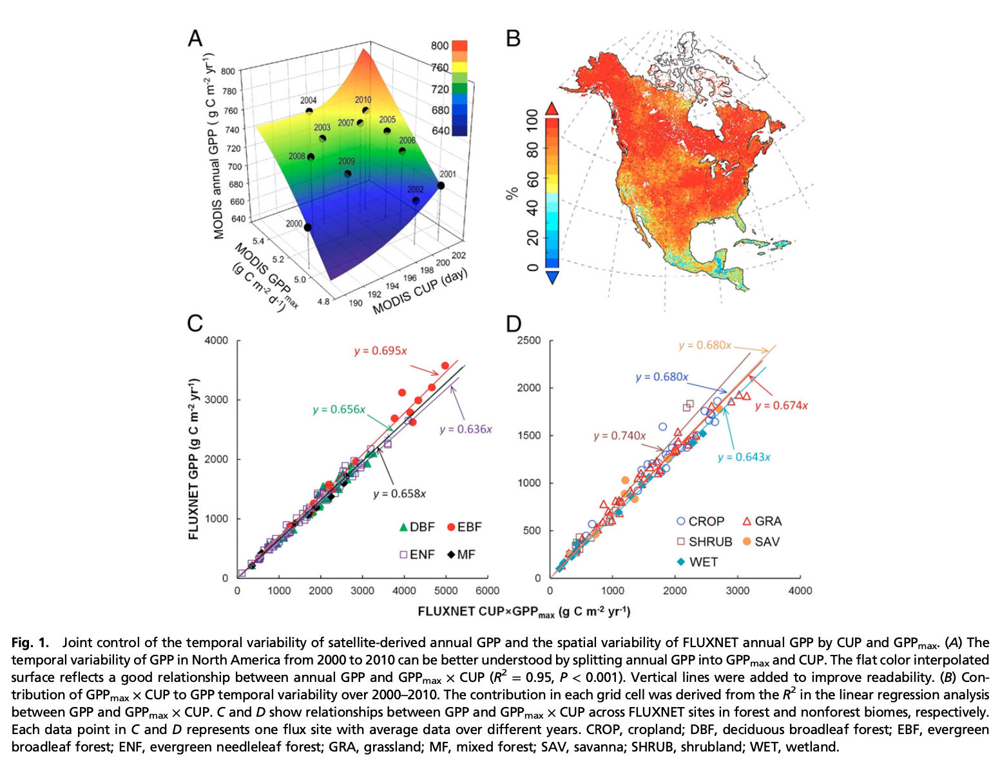 A
MODIS annual GPP ( g C m-2 yr-1)
800
780
760
740
720
700
680
660
640
5.4
5.2
5.0
4.8
MODIS GPPmax
(g C m-2 d-1)
190
192
194
196
198
200
202
MODIS CUP (day)
2004
2010
2003
2007
2005
2008
2006
2009
2001
2002
2000
800
760
720
680
640
B
%
100
80
60
40
20
0
C
FLUXNET GPP (g C m-2 yr-1)
4000
3000
2000
1000
0
0 1000 2000 3000 4000 5000 6000
y = 0.695x
y = 0.656x
y = 0.636x
y = 0.658x
DBF EBF
ENF MF
D
2500
2000
1500
1000
500
0
0 1000 2000 3000 4000
y = 0.680x
y = 0.680x
y = 0.674x
y = 0.740x
y = 0.643x
CROP GRA
SHRUB SAV
WET
FLUXNET CUP×GPPmax (g C m-2 yr-1)
Fig. 1. Joint control of the temporal variability of satellite-derived annual GPP and the spatial variability of FLUXNET annual GPP by CUP and GPPmax. (A) The
temporal variability of GPP in North America from 2000 to 2010 can be better understood by splitting annual GPP into GPPmax and CUP. The flat color interpolated
surface reflects a good relationship between annual GPP and GPPmax × CUP (R2 = 0.95, P < 0.001). Vertical lines were added to improve readability. (B) Con-
tribution of GPPmax × CUP to GPP temporal variability over 2000–2010. The contribution in each grid cell was derived from the R2 in the linear regression analysis
between GPP and GPPmax × CUP. C and D show relationships between GPP and GPPmax × CUP across FLUXNET sites in forest and nonforest biomes, respectively.
Each data point in C and D represents one flux site with average data over different years. CROP, cropland; DBF, deciduous broadleaf forest; EBF, evergreen
broadleaf forest; ENF, evergreen needleleaf forest; GRA, grassland; MF, mixed forest; SAV, savanna; SHRUB, shrubland; WET, wetland.